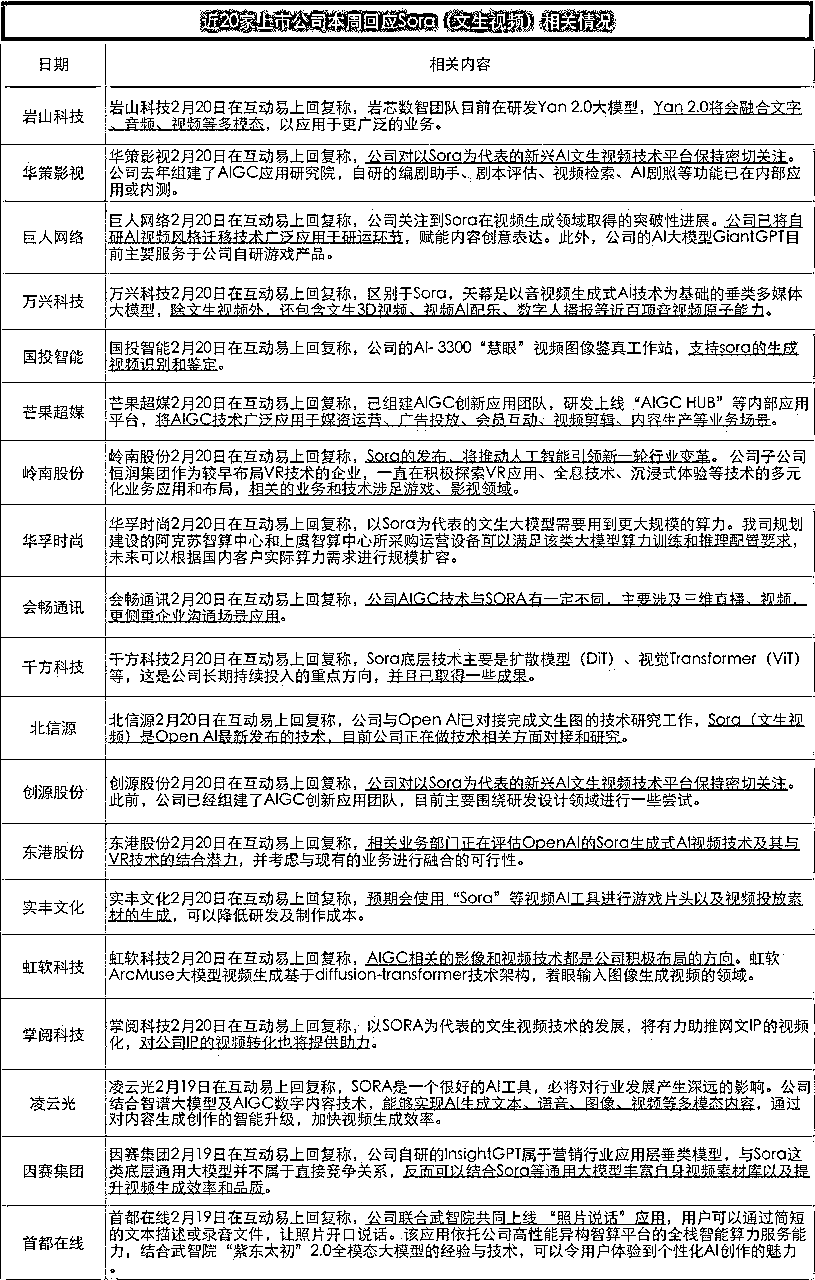 近20家上市公司本周回应Sora（文生视频）相关情况
日期
相关内容
岩山科技
岩山科技2月20日在互动易上回复称，岩芯数智团队目前在研发Yan 2.0大模型，Yan 2.0将会融合文字
、音频、视频等多模态，以应用于更广泛的业务。
华策影视
华策影视2月20日在互动易上回复称，公司对以Sora为代表的新兴AI文生视频技术平台保持密切关注。
公司去年组建了AIGC应用研究院，自研的编剧助手、剧本评估、视频检索、AI剧照等功能已在内部应
用或内测。
巨人网络
巨人网络2月20日在互动易上回复称，公司关注到Sora在视频生成领域取得的突破性进展。公司已将自
研AI视频风格迁移技术广泛应用于研运环节，赋能内容创意表达。此外，公司的AI大模型GiantGPT目
前主要服务于公司自研游戏产品。
万兴科技
万兴科技2月20日在互动易上回复称，区别于Sora，天幕是以音视频生成式AI技术为基础的垂类多媒体
大模型，除文生视频外，还包含文生3D视频、视频AI配乐、数字人播报等近百项音视频原子能力。
国投智能
国投智能2月20日在互动易上回复称，公司的AI- 3300“慧眼”视频图像鉴真工作站，支持sora的生成
视频识别和鉴定。
芒果超媒
芒果超媒2月20日在互动易上回复称，已组建AIGC创新应用团队，研发上线“AIGC HUB”等内部应用
平台，将AIGC技术广泛应用于媒资运营、广告投放、会员互动、视频剪辑、内容生产等业务场景。
岭南股份
岭南股份2月20日在互动易上回复称，Sora的发布，将推动人工智能引领新一轮行业变革。公司子公司
恒润集团作为较早布局VR技术的企业，一直在积极探索VR应用、全息技术、沉浸式体验等技术的多元
化业务应用和布局，相关的业务和技术涉足游戏、影视领域。
华孚时尚
华孚时尚2月20日在互动易上回复称，以Sora为代表的文生大模型需要用到更大规模的算力。我司规划
建设的阿克苏智算中心和上虞智算中心所采购运营设备可以满足该类大模型算力训练和推理配置要求，
未来可以根据国内客户实际算力需求进行规模扩容。
会畅通讯
会畅通讯2月20日在互动易上回复称，公司AIGC技术与SORA有一定不同，主要涉及三维直播、视频，
更侧重企业沟通场景应用。
千方科技
千方科技2月20日在互动易上回复称，Sora底层技术主要是扩散模型（DiT）、视觉Transformer（ViT）
等，这是公司长期持续投入的重点方向，并且已取得一些成果。
北信源
北信源2月20日在互动易上回复称，公司与Open AI已对接完成文生图的技术研究工作，Sora（文生视
频）是Open AI最新发布的技术，目前公司正在做技术相关方面对接和研究。
创源股份
创源股份2月20日在互动易上回复称，公司对以Sora为代表的新兴AI文生视频技术平台保持密切关注。
此前，公司已经组建了AIGC创新应用团队，目前主要围绕研发设计领域进行一些尝试。
东港股份
东港股份2月20日在互动易上回复称，相关业务部门正在评估OpenAI的Sora生成式AI视频技术及其与
VR技术的结合潜力，并考虑与现有的业务进行融合的可行性。
实丰文化
实丰文化2月20日在互动易上回复称，预期会使用“Sora”等视频AI工具进行游戏片头以及视频投放素
材的生成，可以降低研发及制作成本。
虹软科技
虹软科技2月20日在互动易上回复称，AIGC相关的影像和视频技术都是公司积极布局的方向。虹软
ArcMuse大模型视频生成基于diffusion-transformer技术架构，着眼输入图像生成视频的领域。
掌阅科技
掌阅科技2月20日在互动易上回复称，以SORA为代表的文生视频技术的发展，将有力助推网文IP的视频
化，对公司IP的视频转化也将提供助力。
凌云光
凌云光2月19日在互动易上回复称，SORA是一个很好的AI工具，必将对行业发展产生深远的影响。公司
结合智谱大模型及AIGC数字内容技术，能够实现AI生成文本、语音、图像、视频等多模态内容，通过
对内容生成创作的智能升级，加快视频生成效率。
因赛集团
因赛集团2月19日在互动易上回复称，公司自研的InsightGPT属于营销行业应用层垂类模型，与Sora这
类底层通用大模型并不属于直接竞争关系，反而可以结合Sora等通用大模型丰富自身视频素材库以及提
升视频生成效率和品质。
首都在线
首都在线2月19日在互动易上回复称，公司联合武智院共同上线 “照片说话”应用，用户可以通过简短
的文本描述或录音文件，让照片开口说话。该应用依托公司高性能异构智算平台的全栈智能算力服务能
力，结合武智院“紫东太初”2.0全模态大模型的经验与技术，可以令用户体验到个性化AI创作的魅力
。